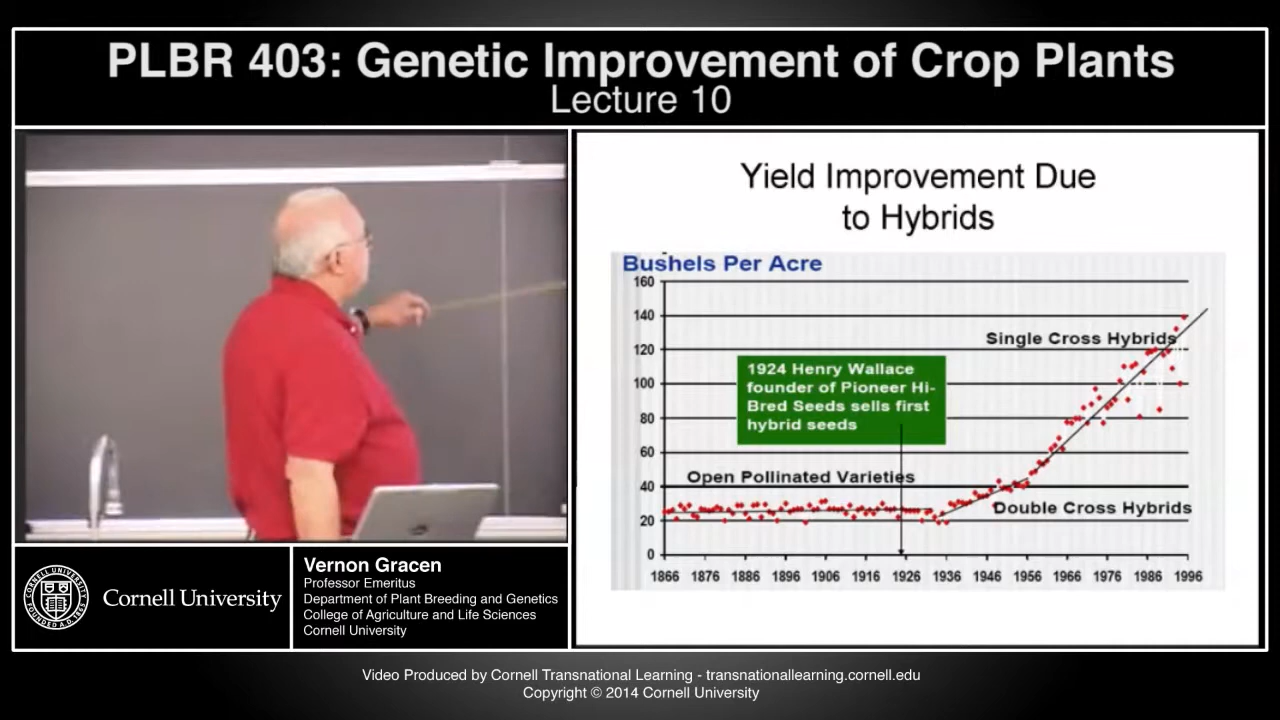 PLBR 403: Genetic Improvement of Crop Plants
Lecture 10
Yield Improvement Due
to Hybrids
Bushels Per Acre
160
140
120
100
80
60
40
20
0
Single Cross Hybrids
1924 Henry Wallace
founder of Pioneer Hi-
Bred Seeds sells first
hybrid seeds
Open Pollinated Varieties
Double Cross Hybrids
1866 1876 1886 1896 1906 1916 1926 1936 1946 1956 1966 1976 1986 1996
CORNELL UNIVERSITY
FOUNDED A.D. 1865
Cornell University
Vernon Gracen
Professor Emeritus
Department of Plant Breeding and Genetics
College of Agriculture and Life Sciences
Cornell University
Video Produced by Cornell Transnational Learning - transnationallearning.cornell.edu
Copyright © 2014 Cornell University